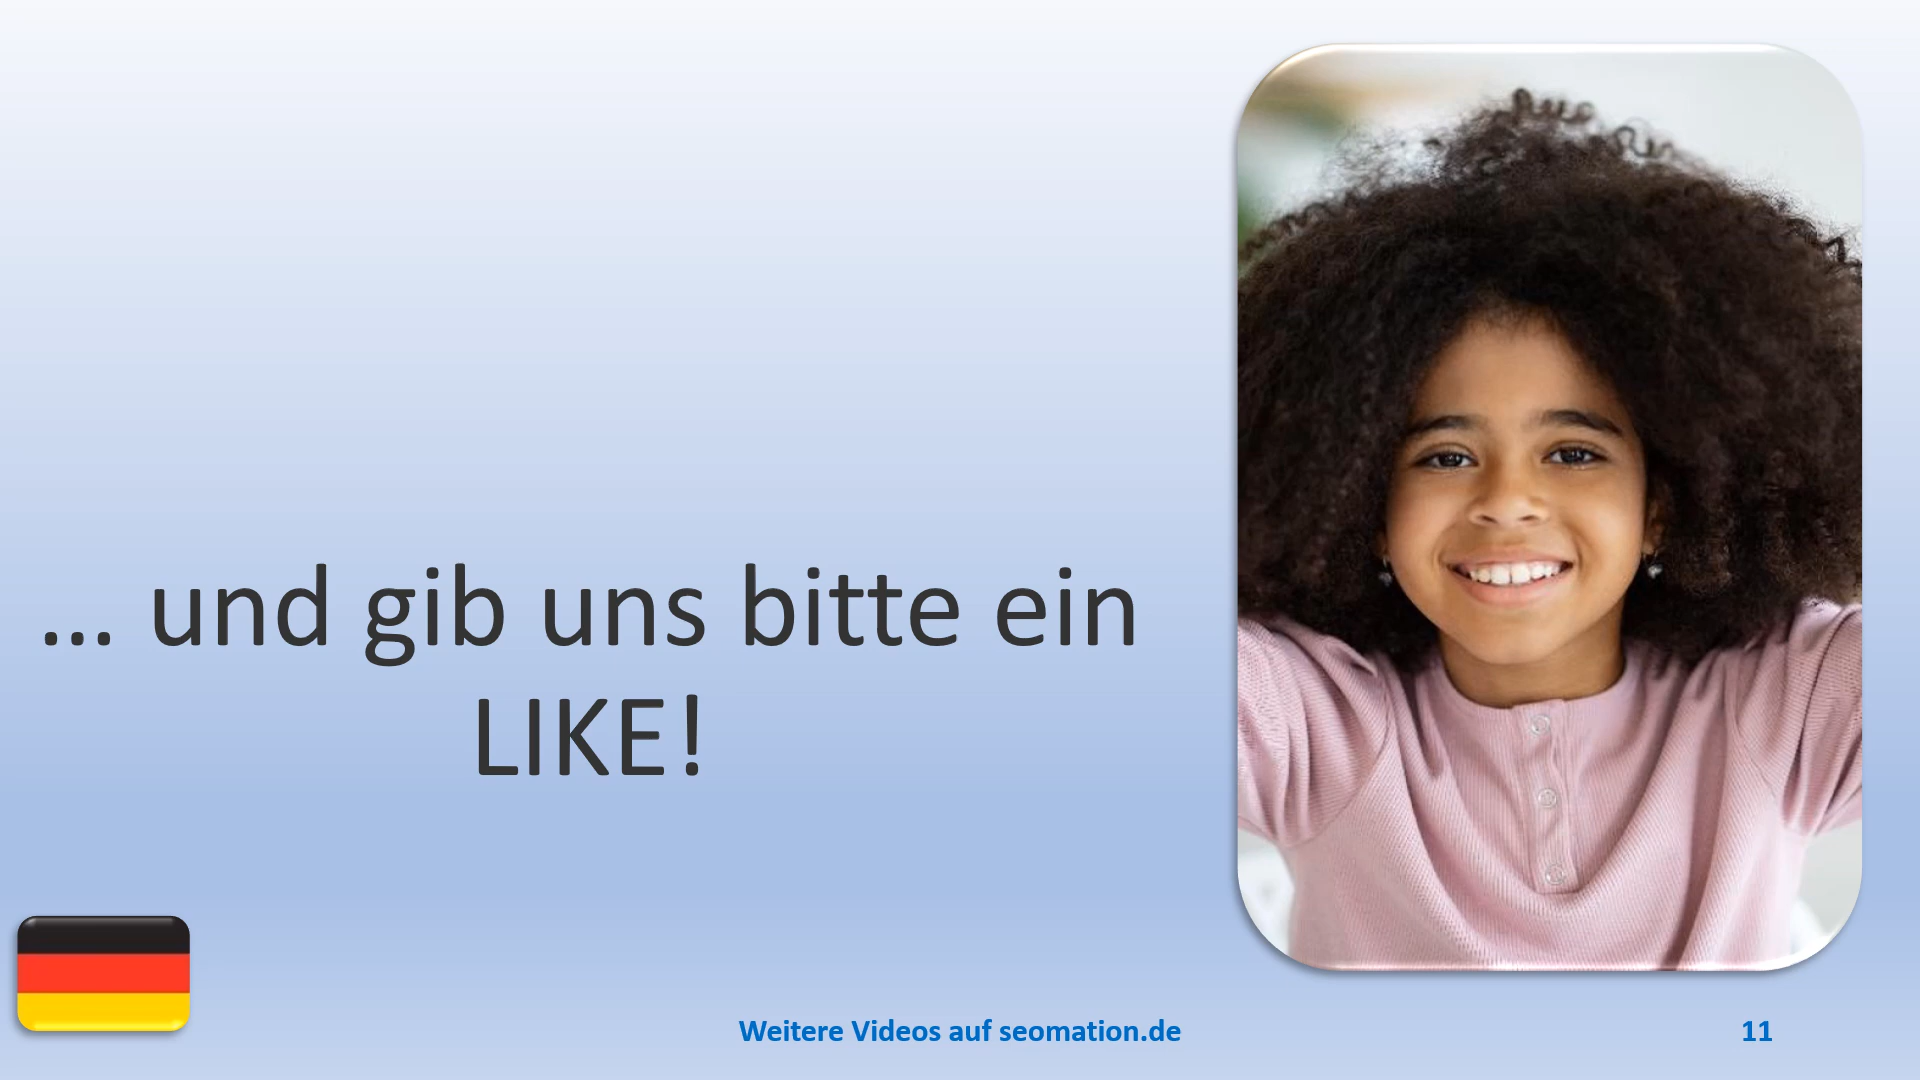 ... und gib uns bitte ein
LIKE!
Weitere Videos auf seomation.de
11